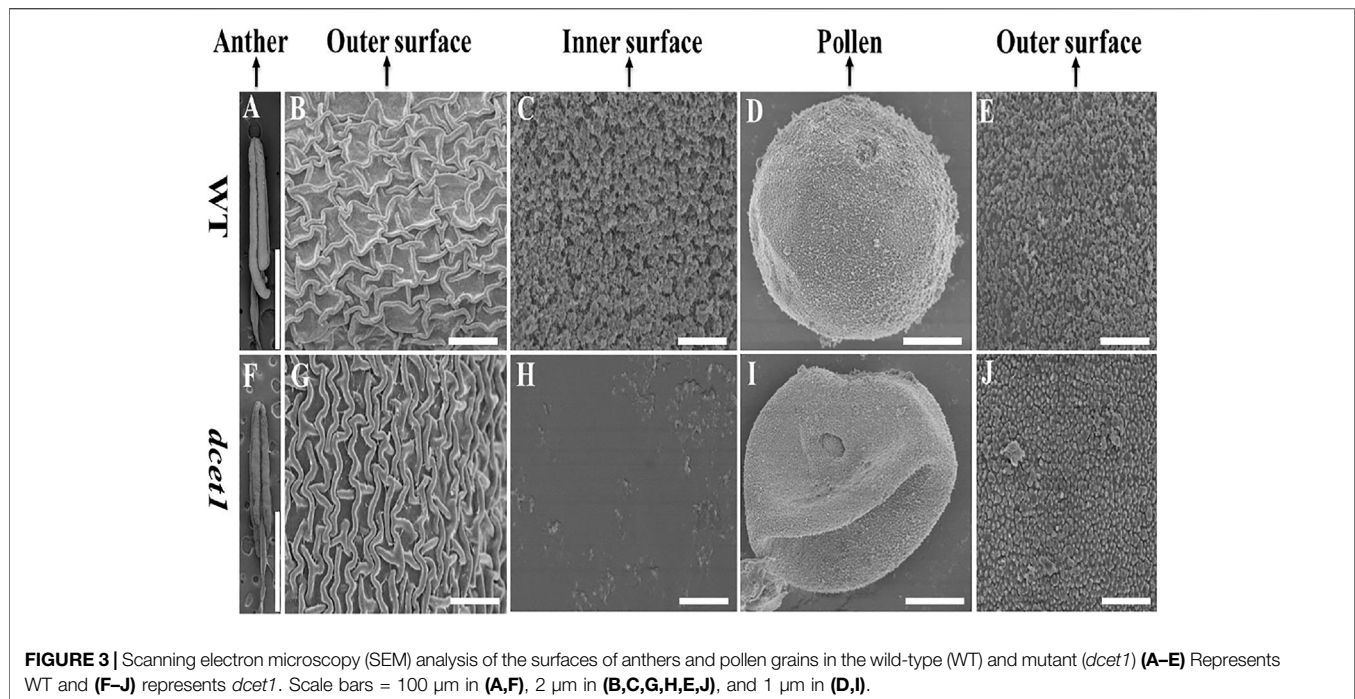 Anther Outer surface Inner surface Pollen Outer surface
WT
A B C D E
dcet1
F G H I J
FIGURE 3 | Scanning electron microscopy (SEM) analysis of the surfaces of anthers and pollen grains in the wild-type (WT) and mutant (dcet1) (A–E) Represents
WT and (F–J) represents dcet1. Scale bars = 100 µm in (A,F), 2 µm in (B,C,G,H,E,J), and 1 µm in (D,I).